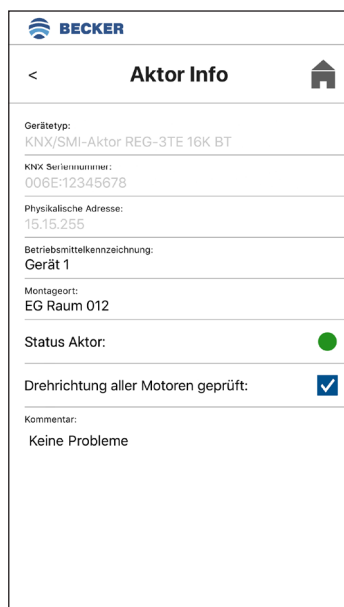 BECKER
< Aktor Info
Gerätetyp:
KNX/SMI-Aktor REG-3TE 16K BT
KNX Seriennummer:
006E:12345678
Physikalische Adresse:
15.15.255
Betriebsmittelkennzeichnung:
Gerät 1
Montageort:
EG Raum 012
Status Aktor:
Drehrichtung aller Motoren geprüft:
Kommentar:
Keine Probleme